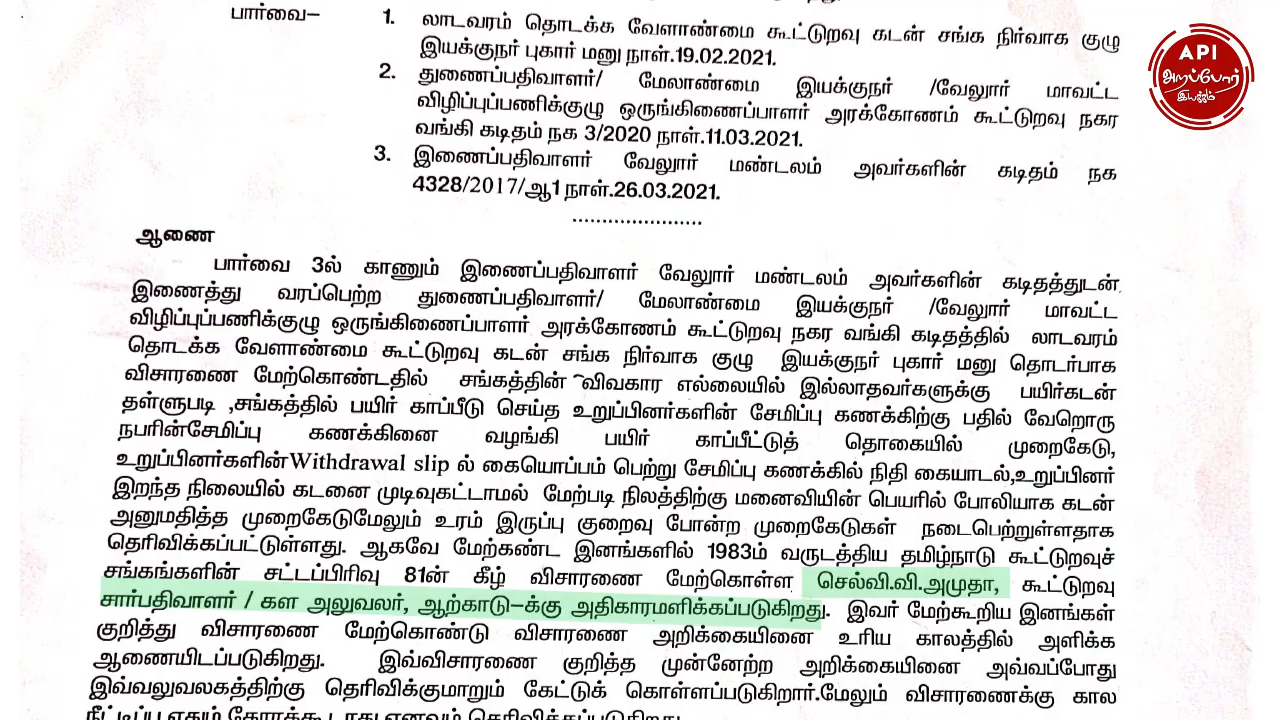 பார்வை– 1. லாடவரம் தொடக்க வேளாண்மை கூட்டுறவு கடன் சங்க நிர்வாக குழு
இயக்குநர் புகார் மனு நாள்.19.02.2021.
2. துணைப்பதிவாளர்/ மேலாண்மை இயக்குநர் /வேலூர் மாவட்ட
விழிப்புப்பணிக்குழு ஒருங்கிணைப்பாளர் அரக்கோணம் கூட்டுறவு நகர
வங்கி கடிதம் நக 3/2020 நாள்.11.03.2021.
3. இணைப்பதிவாளர் வேலூர் மண்டலம் அவர்களின் கடிதம் நக
4328/2017/ஆ1 நாள்.26.03.2021.
......................
ஆணை
பார்வை 3ல் காணும் இணைப்பதிவாளர் வேலூர் மண்டலம் அவர்களின் கடிதத்துடன்
இணைத்து வரப்பெற்ற துணைப்பதிவாளர்/ மேலாண்மை இயக்குநர் /வேலூர் மாவட்ட
விழிப்புப்பணிக்குழு ஒருங்கிணைப்பாளர் அரக்கோணம் கூட்டுறவு நகர வங்கி கடிதத்தில் லாடவரம்
தொடக்க வேளாண்மை கூட்டுறவு கடன் சங்க நிர்வாக குழு இயக்குநர் புகார் மனு தொடர்பாக
விசாரணை மேற்கொண்டதில் சங்கத்தின் விவகார எல்லையில் இல்லாதவர்களுக்கு பயிர்கடன்
தள்ளுபடி ,சங்கத்தில் பயிர் காப்பீடு செய்த உறுப்பினர்களின் சேமிப்பு கணக்கிற்கு பதில் வேறொரு
நபரின்சேமிப்பு கணக்கினை வழங்கி பயிர் காப்பீட்டுத் தொகையில் முறைகேடு,
உறுப்பினர்களின்Withdrawal slip ல் கையொப்பம் பெற்று சேமிப்பு கணக்கில் நிதி கையாடல்,உறுப்பினர்
இறந்த நிலையில் கடனை முடிவுகட்டாமல் மேற்படி நிலத்திற்கு மனைவியின் பெயரில் போலியாக கடன்
அனுமதித்த முறைகேடுமேலும் உரம் இருப்பு குறைவு போன்ற முறைகேடுகள் நடைபெற்றுள்ளதாக
தெரிவிக்கப்பட்டுள்ளது. ஆகவே மேற்கண்ட இனங்களில் 1983ம் வருடத்திய தமிழ்நாடு கூட்டுறவுச்
சங்கங்களின் சட்டப்பிரிவு 81ன் கீழ் விசாரணை மேற்கொள்ள செல்வி.வி.அமுதா, கூட்டுறவு
சார்பதிவாளர் / கள அலுவலர், ஆற்காடு–க்கு அதிகாரமளிக்கப்படுகிறது. இவர் மேற்கூறிய இனங்கள்
குறித்து விசாரணை மேற்கொண்டு விசாரணை அறிக்கையினை உரிய காலத்தில் அளிக்க
ஆணையிடப்படுகிறது. இவ்விசாரணை குறித்த முன்னேற்ற அறிக்கையினை அவ்வப்போது
இவ்வலுவலகத்திற்கு தெரிவிக்குமாறும் கேட்டுக் கொள்ளப்படுகிறார்.மேலும் விசாரணைக்கு கால
நீட்டிப்பு ஏதும் கோரக்கூடாது எனவும் தெரிவிக்கப்படுகிறது.
API
அறப்போர்
இயக்கம்